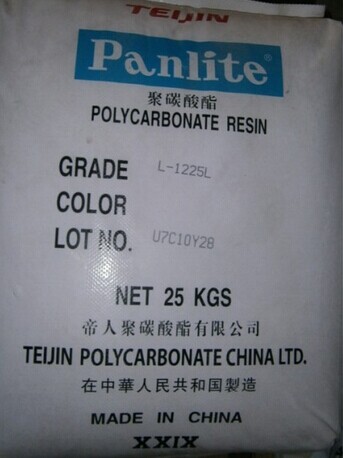 TEIJIN
Panlite
聚碳酸酯
POLYCARBONATE RESIN
GRADE L-1225L
COLOR
LOT NO. U7C10Y28
NET 25 KGS
帝人聚碳酸酯有限公司
TEIJIN POLYCARBONATE CHINA LTD.
在中華人民共和国製造
MADE IN CHINA
XXIX